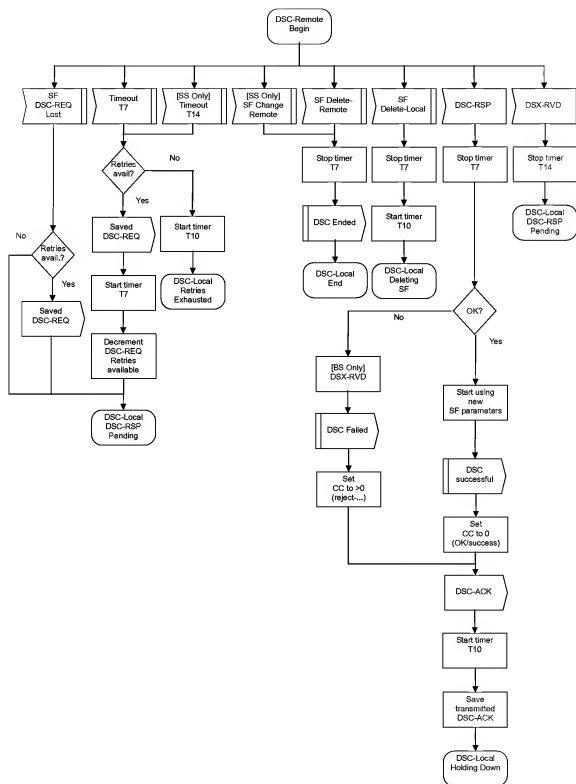 DSC-Remote
Begin
SF
DSC-REQ
Lost
Timeout
T7
[SS Only]
Timeout
T14
[SS Only]
SF Change
Remote
SF Delete-
Remote
SF
Delete-Local
DSC-RSP
DSX-RVD
Retries
avail?
No
Yes
Stop timer
T7
Stop timer
T7
Stop timer
T7
Stop timer
T14
Saved
DSC-REQ
Start timer
T10
DSC Ended
Start timer
T10
DSC-Local
DSC-RSP
Pending
No
Retries
avail.?
Yes
Start timer
T7
DSC-Local
Retries
Exhausted
DSC-Local
End
DSC-Local
Deleting
SF
Saved
DSC-REQ
Decrement
DSC-REQ
Retries
available
OK?
No
Yes
DSC-Local
DSC-RSP
Pending
[BS Only]
DSX-RVD
Start using
new
SF parameters
DSC Failed
DSC
successful
Set
CC to >0
(reject-...)
Set
CC to 0
(OK/success)
DSC-ACK
Start timer
T10
Save
transmitted
DSC-ACK
DSC-Local
Holding Down